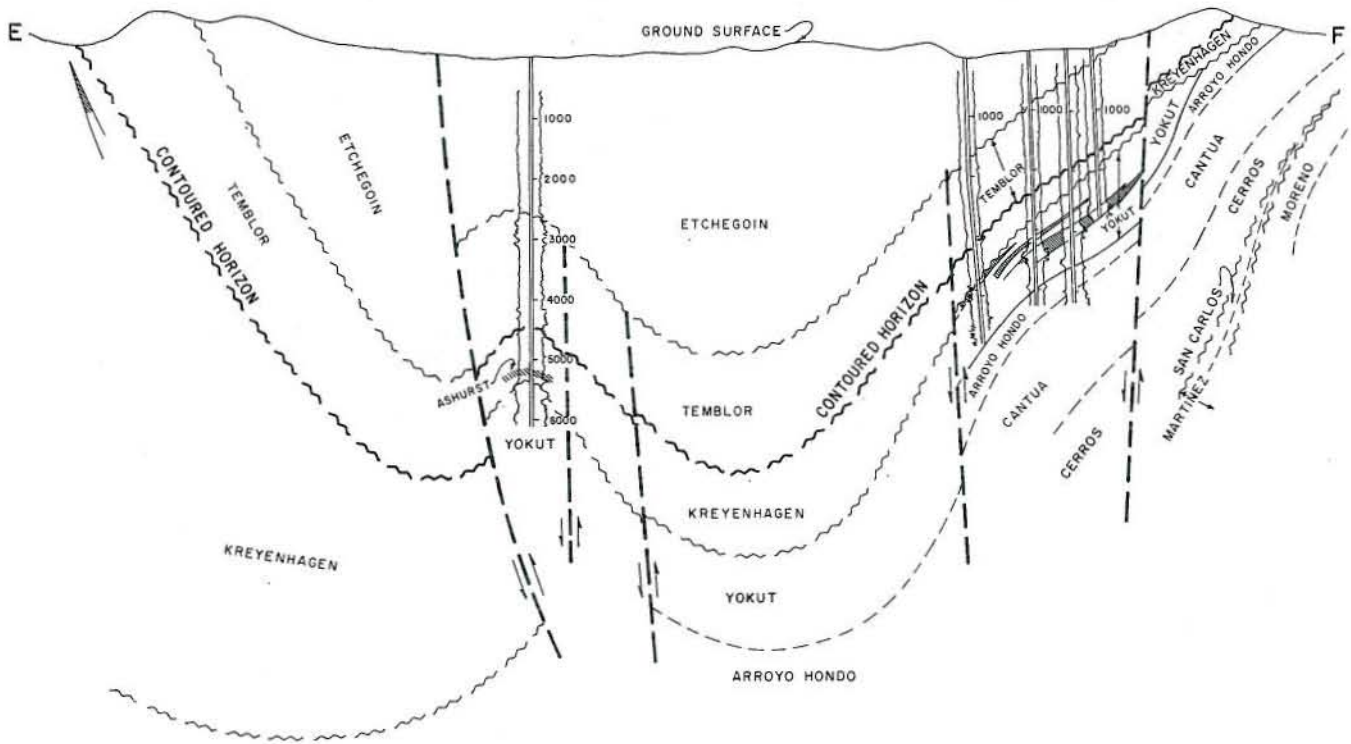 E
GROUND SURFACE
F
CONTOURED HORIZON
TEMBLOR
ETCHEGOIN
1000
2000
3000
4000
5000
6000
ASHURST
YOKUT
ETCHEGOIN
TEMBLOR
KREYENHAGEN
YOKUT
ARROYO HONDO
KREYENHAGEN
CONTOURED HORIZON
1000
1000
1000
TEMBLOR
YOKUT
ARROYO HONDO
ARROYO HONDO
CANTUA
CERROS
KREYENHAGEN
YOKUT
ARROYO HONDO
CANTUA
CERROS
MORENO
SAN CARLOS
MARTINEZ